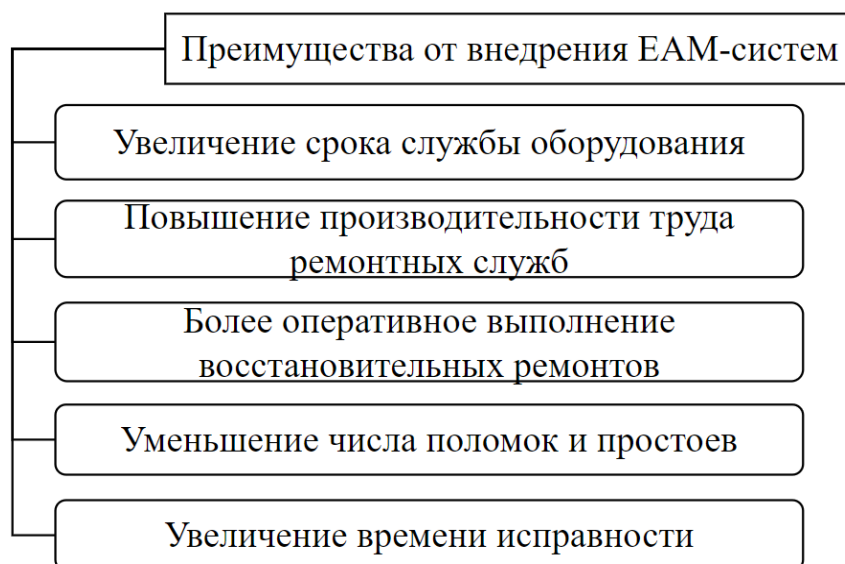 Преимущества от внедрения ЕАМ-систем
Увеличение срока службы оборудования
Повышение производительности труда
ремонтных служб
Более оперативное выполнение
восстановительных ремонтов
Уменьшение числа поломок и простоев
Увеличение времени исправности